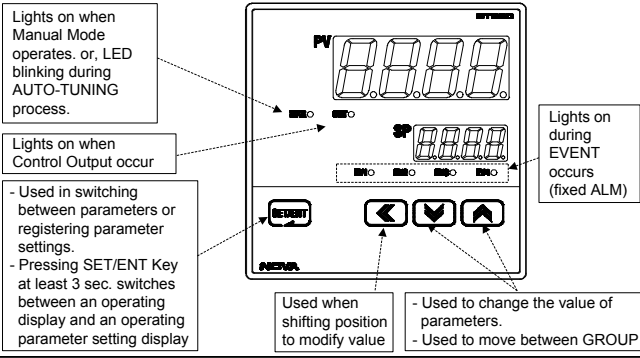 Lights on when
Manual Mode
operates. or, LED
blinking during
AUTO-TUNING
process.
Lights on when
Control Output occur
- Used in switching
between parameters or
registering parameter
settings.
- Pressing SET/ENT Key
at least 3 sec. switches
between an operating
display and an operating
parameter setting display
PV
SP
SET/ENT
NOVA
Lights on
during
EVENT
occurs
(fixed ALM)
Used when
shifting position
to modify value
- Used to change the value of
parameters.
- Used to move between GROUP